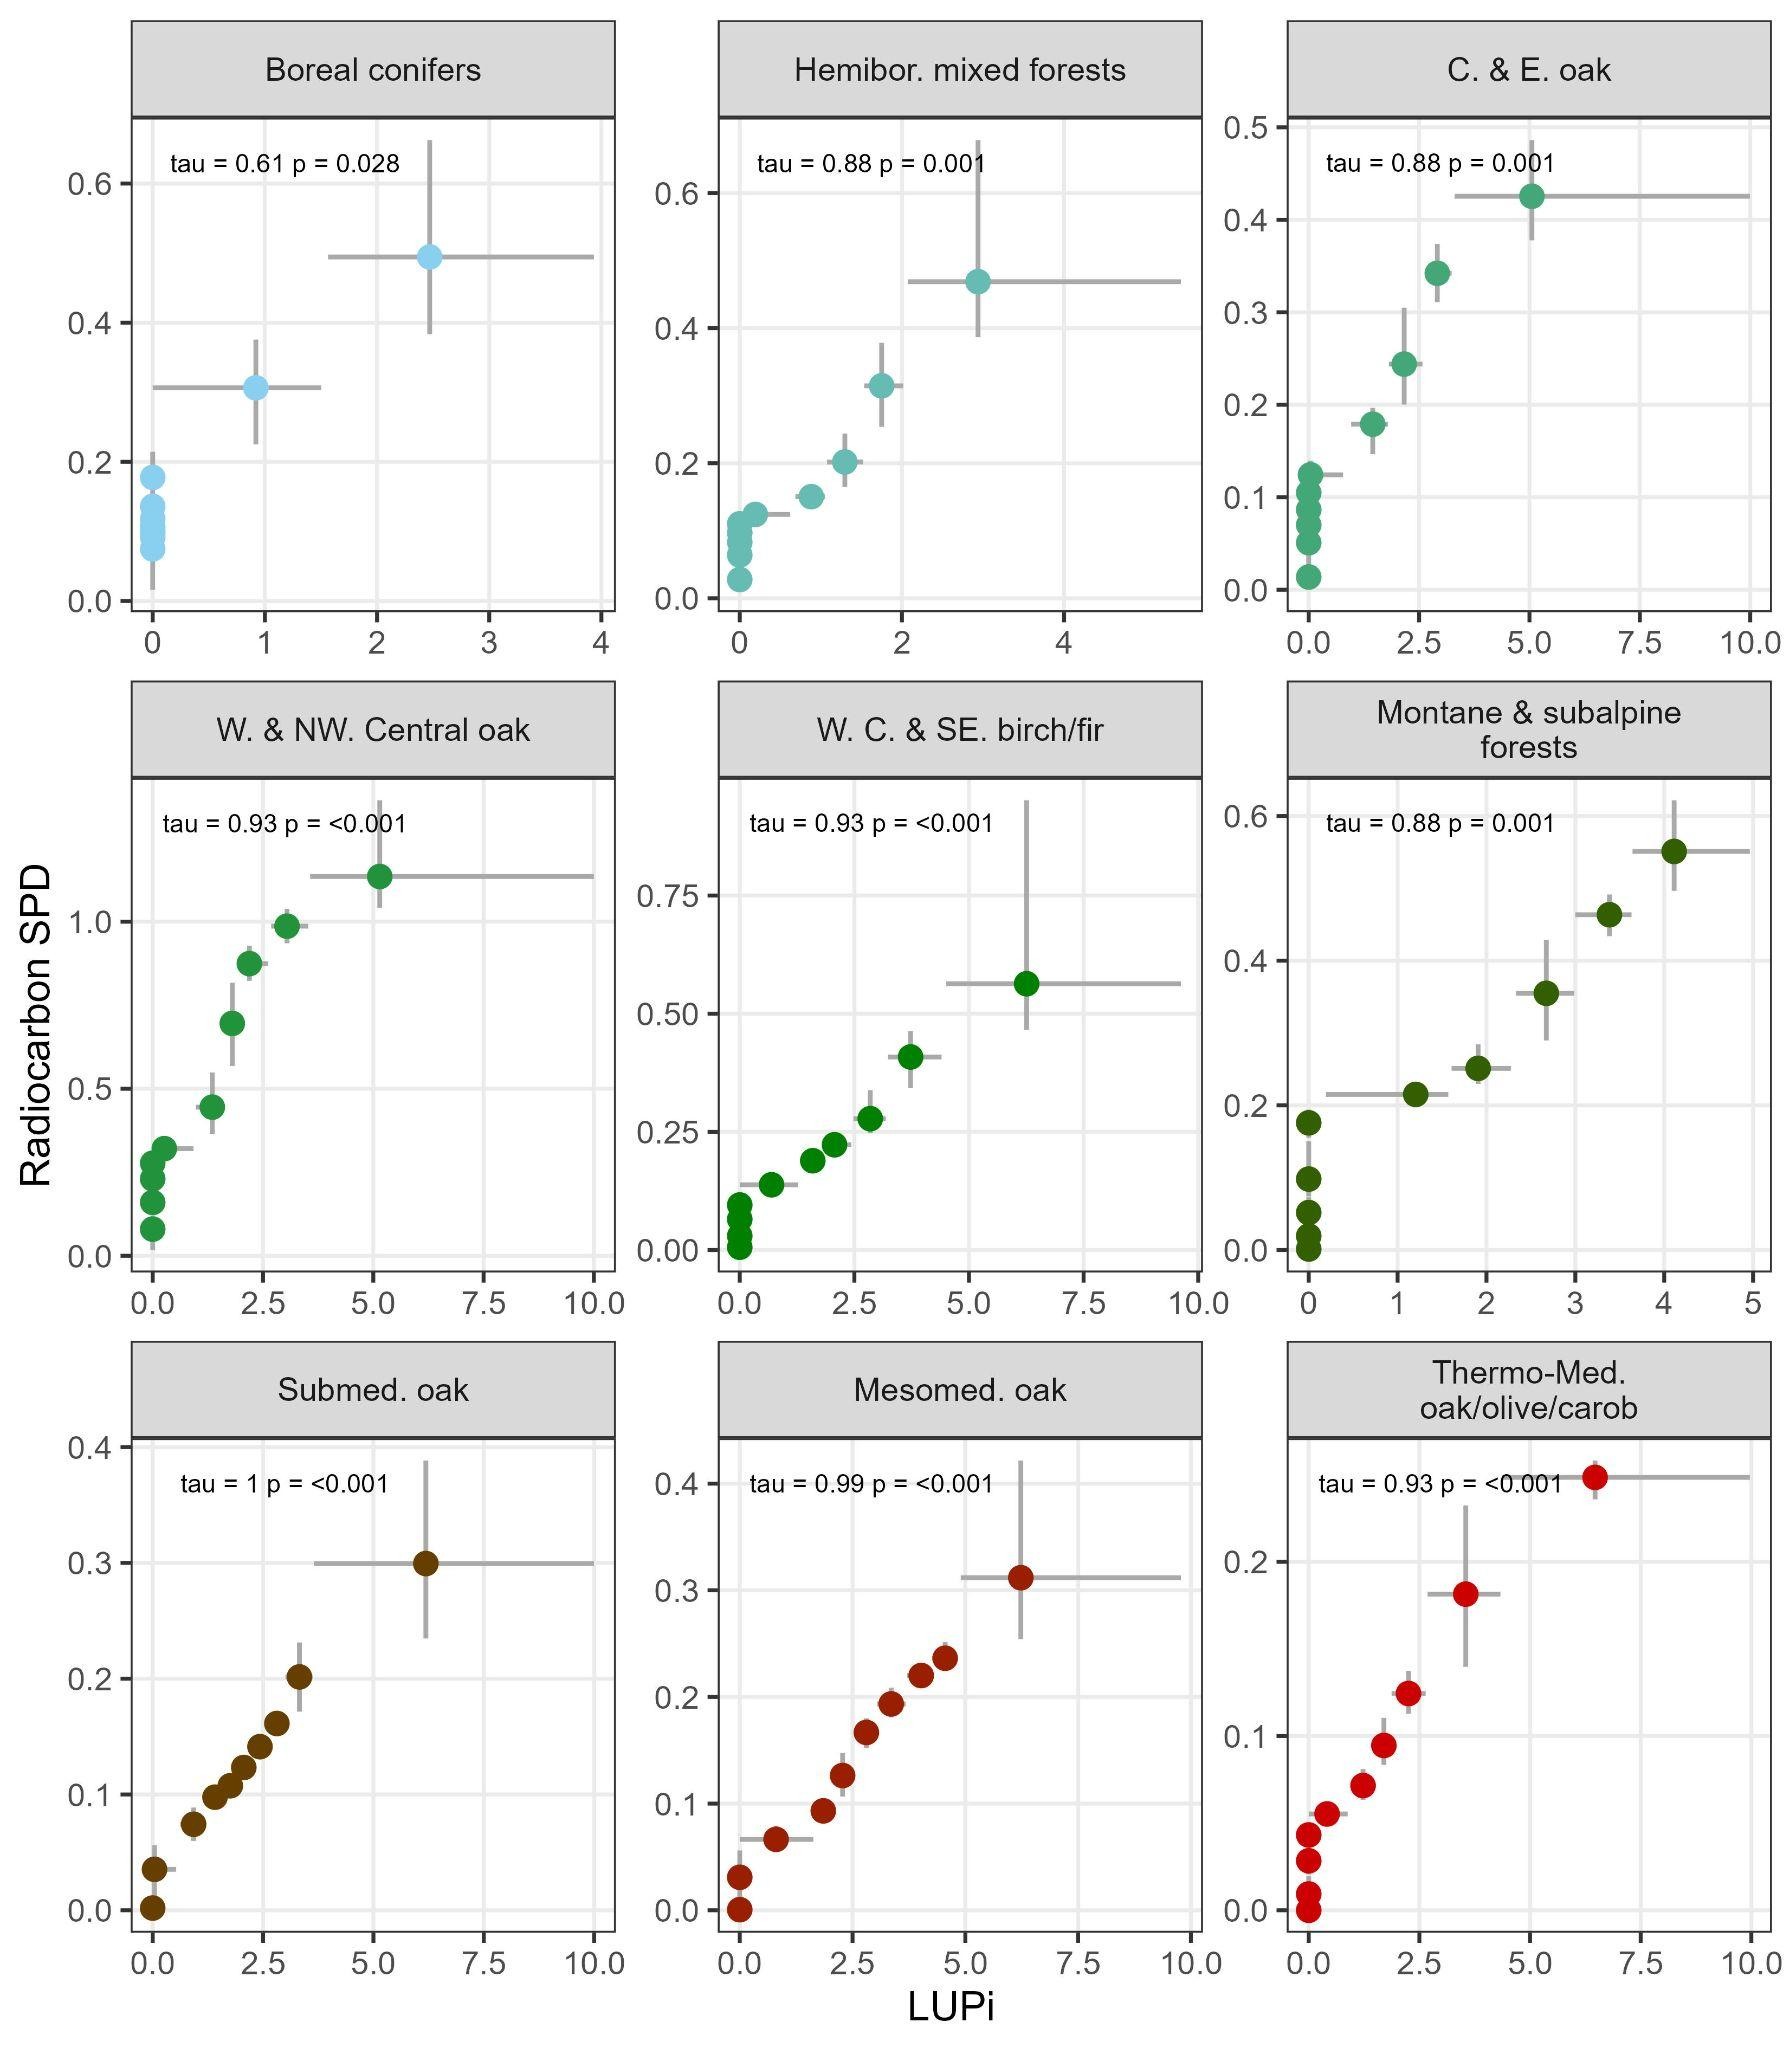 Boreal conifers
Hemibor. mixed forests
C. & E. oak
tau = 0.61 p = 0.028
tau = 0.88 p = 0.001
tau = 0.88 p = 0.001
0.6
0.4
0.2
0.0
0.6
0.4
0.2
0.0
0.5
0.4
0.3
0.2
0.1
0.0
0 1 2 3 4
0 2 4
0.0 2.5 5.0 7.5 10.0
W. & NW. Central oak
W. C. & SE. birch/fir
Montane & subalpine
forests
tau = 0.93 p = <0.001
tau = 0.93 p = <0.001
tau = 0.88 p = 0.001
Radiocarbon SPD
1.0
0.5
0.0
0.75
0.50
0.25
0.00
0.6
0.4
0.2
0.0
0.0 2.5 5.0 7.5 10.0
0.0 2.5 5.0 7.5 10.0
0 1 2 3 4 5
Submed. oak
Mesomed. oak
Thermo-Med.
oak/olive/carob
tau = 1 p = <0.001
tau = 0.99 p = <0.001
tau = 0.93 p = <0.001
0.4
0.3
0.2
0.1
0.0
0.4
0.3
0.2
0.1
0.0
0.2
0.1
0.0
0.0 2.5 5.0 7.5 10.0
0.0 2.5 5.0 7.5 10.0
0.0 2.5 5.0 7.5 10.0
LUPi